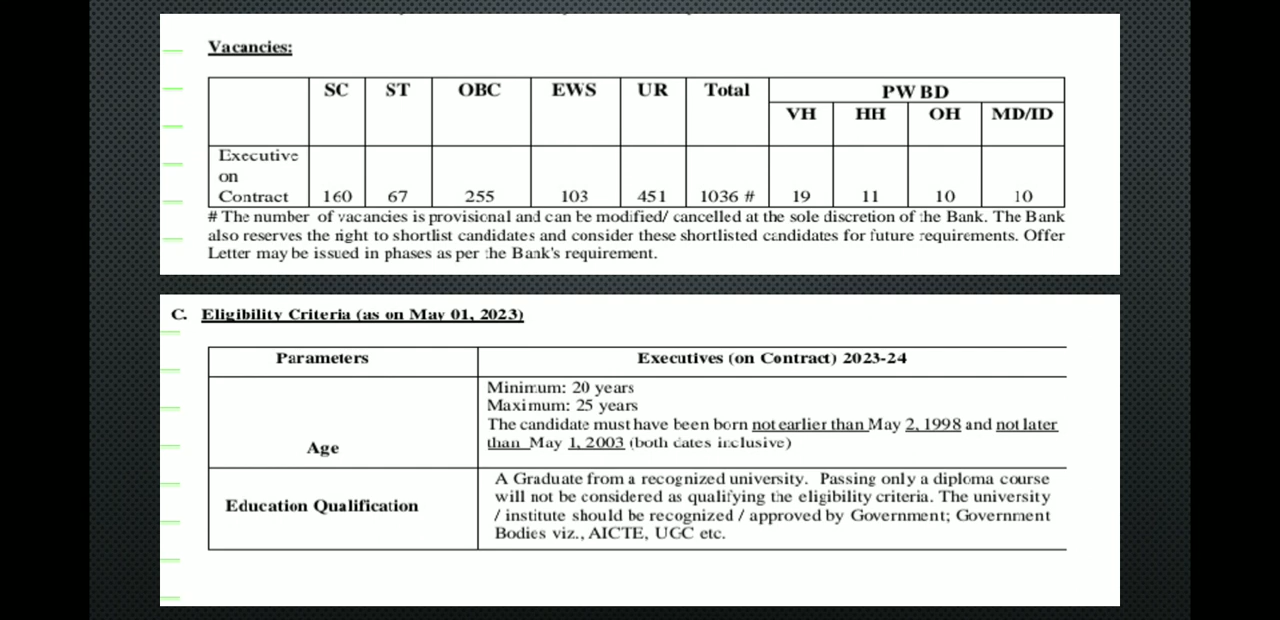 Vacancies:
SC ST OBC EWS UR Total PWBD
VH HH OH MD/ID
Executive
on
Contract 160 67 255 103 451 1036 # 19 11 10 10
# The number of vacancies is provisional and can be modified/ cancelled at the sole discretion of the Bank. The Bank
also reserves the right to shortlist candidates and consider these shortlisted candidates for future requirements. Offer
Letter may be issued in phases as per the Bank's requirement.
C. Eligibility Criteria (as on May 01, 2023)
Parameters Executives (on Contract) 2023-24
Minimum: 20 years
Maximum: 25 years
The candidate must have been born not earlier than May 2, 1998 and not later
than May 1, 2003 (both dates inclusive)
Age
A Graduate from a recognized university. Passing only a diploma course
will not be considered as qualifying the eligibility criteria. The university
/ institute should be recognized / approved by Government; Government
Bodies viz., AICTE, UGC etc.
Education Qualification